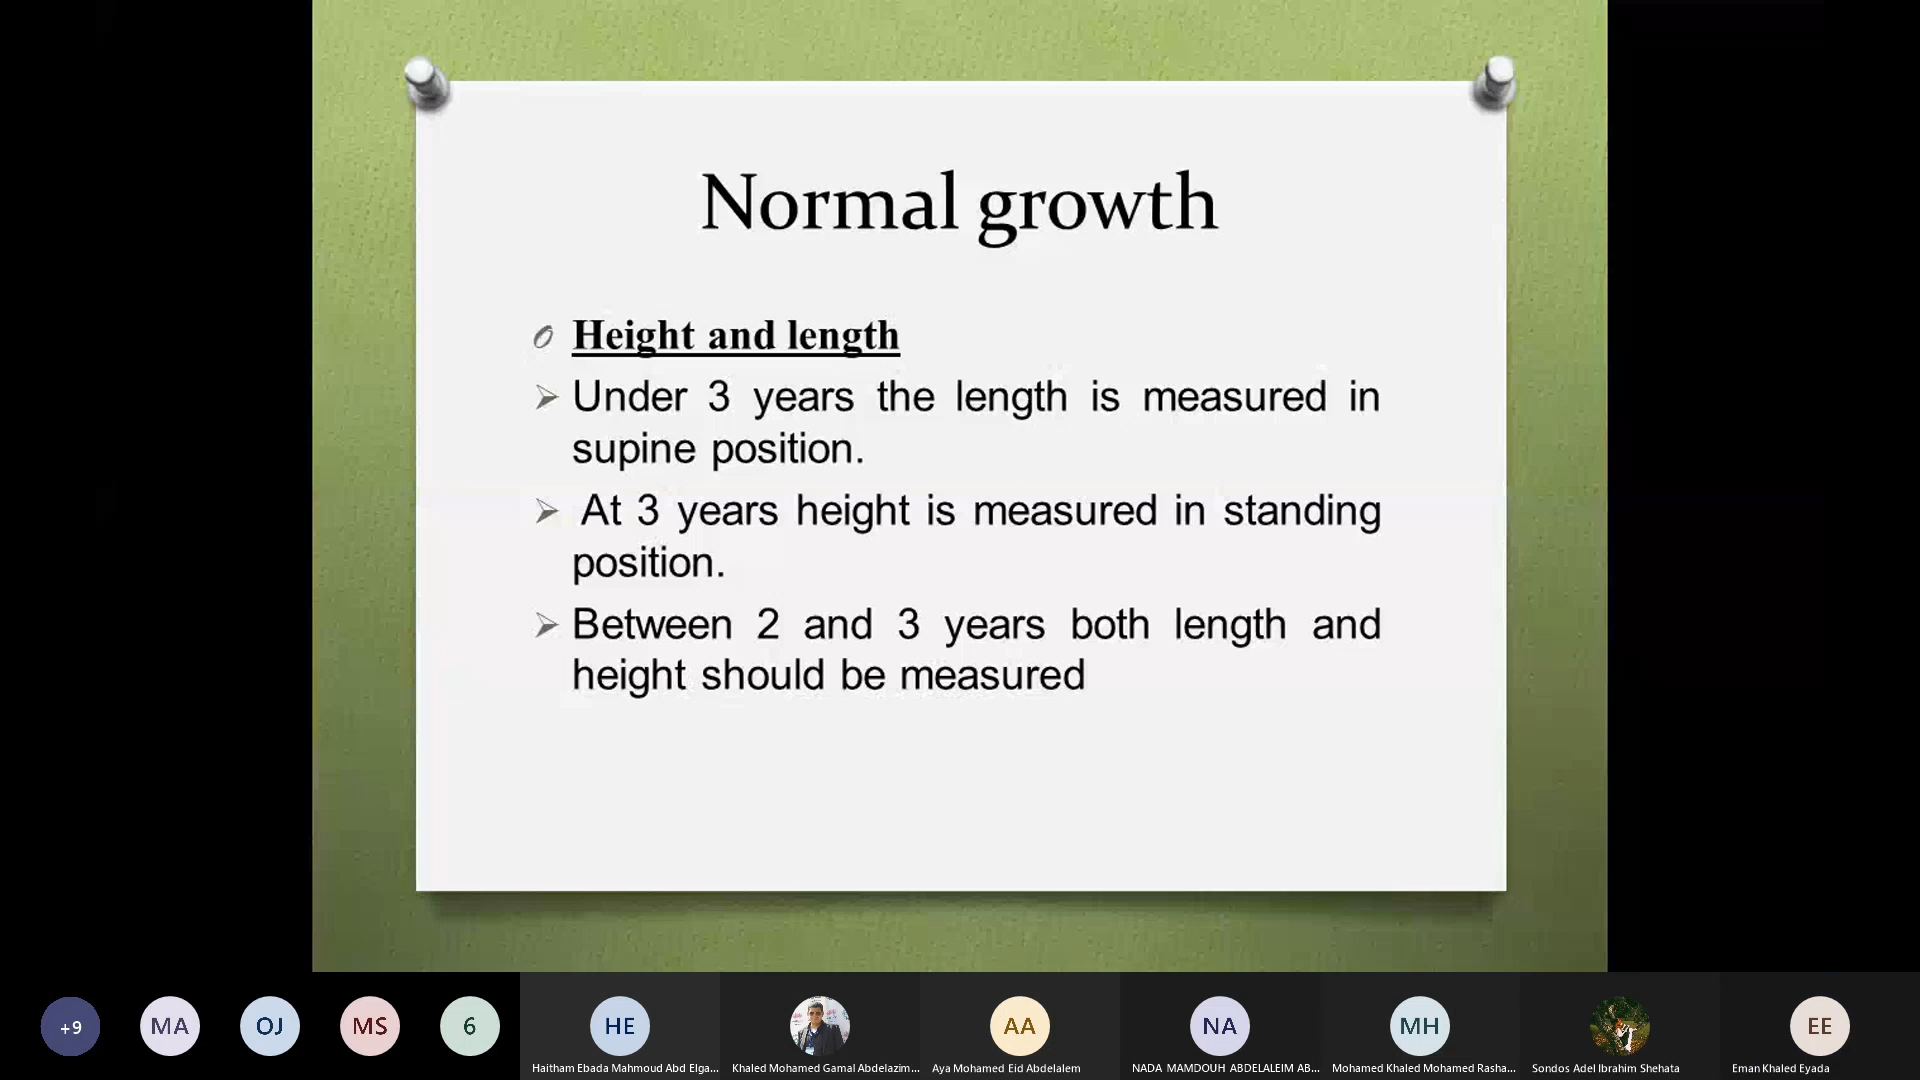 Normal growth
Height and length
Under 3 years the length is measured in
supine position.
At 3 years height is measured in standing
position.
Between 2 and 3 years both length and
height should be measured
+9
MA
OJ
MS
6
HE
AA
NA
MH
EE
Haitham Ebada Mahmoud Abd Elga...
Khaled Mohamed Gamal Abdelazim...
Aya Mohamed Eid Abdelalem
NADA MAMDOUH ABDELALEIM AB...
Mohamed Khaled Mohamed Rasha...
Sondos Adel Ibrahim Shehata
Eman Khaled Eyada